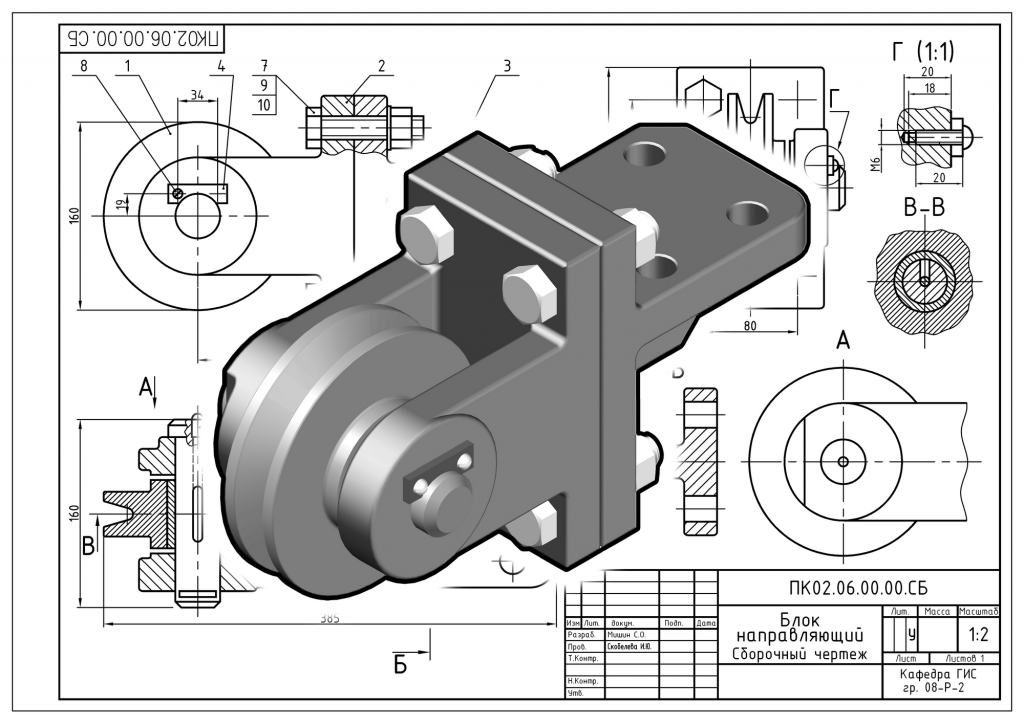 ПК02.06.00.00.СБ
8
1
4
7
9
10
2
3
34
19
160
Г
Г (1:1)
20
18
М6
20
В-В
80
А
А
В
160
385
Б
ПК02.06.00.00.СБ
Лит.
Масса
Масштаб
Блок
направляющий
Сборочный чертеж
У
1:2
Лист
Листов 1
Кафедра ГИС
гр. 08-Р-2
Изм
Лит.
докум.
Подп.
Дата
Разраб.
Мишин С.О.
Пров.
Скобелева И.Ю.
Т.Контр.
Н.Контр.
Утв.